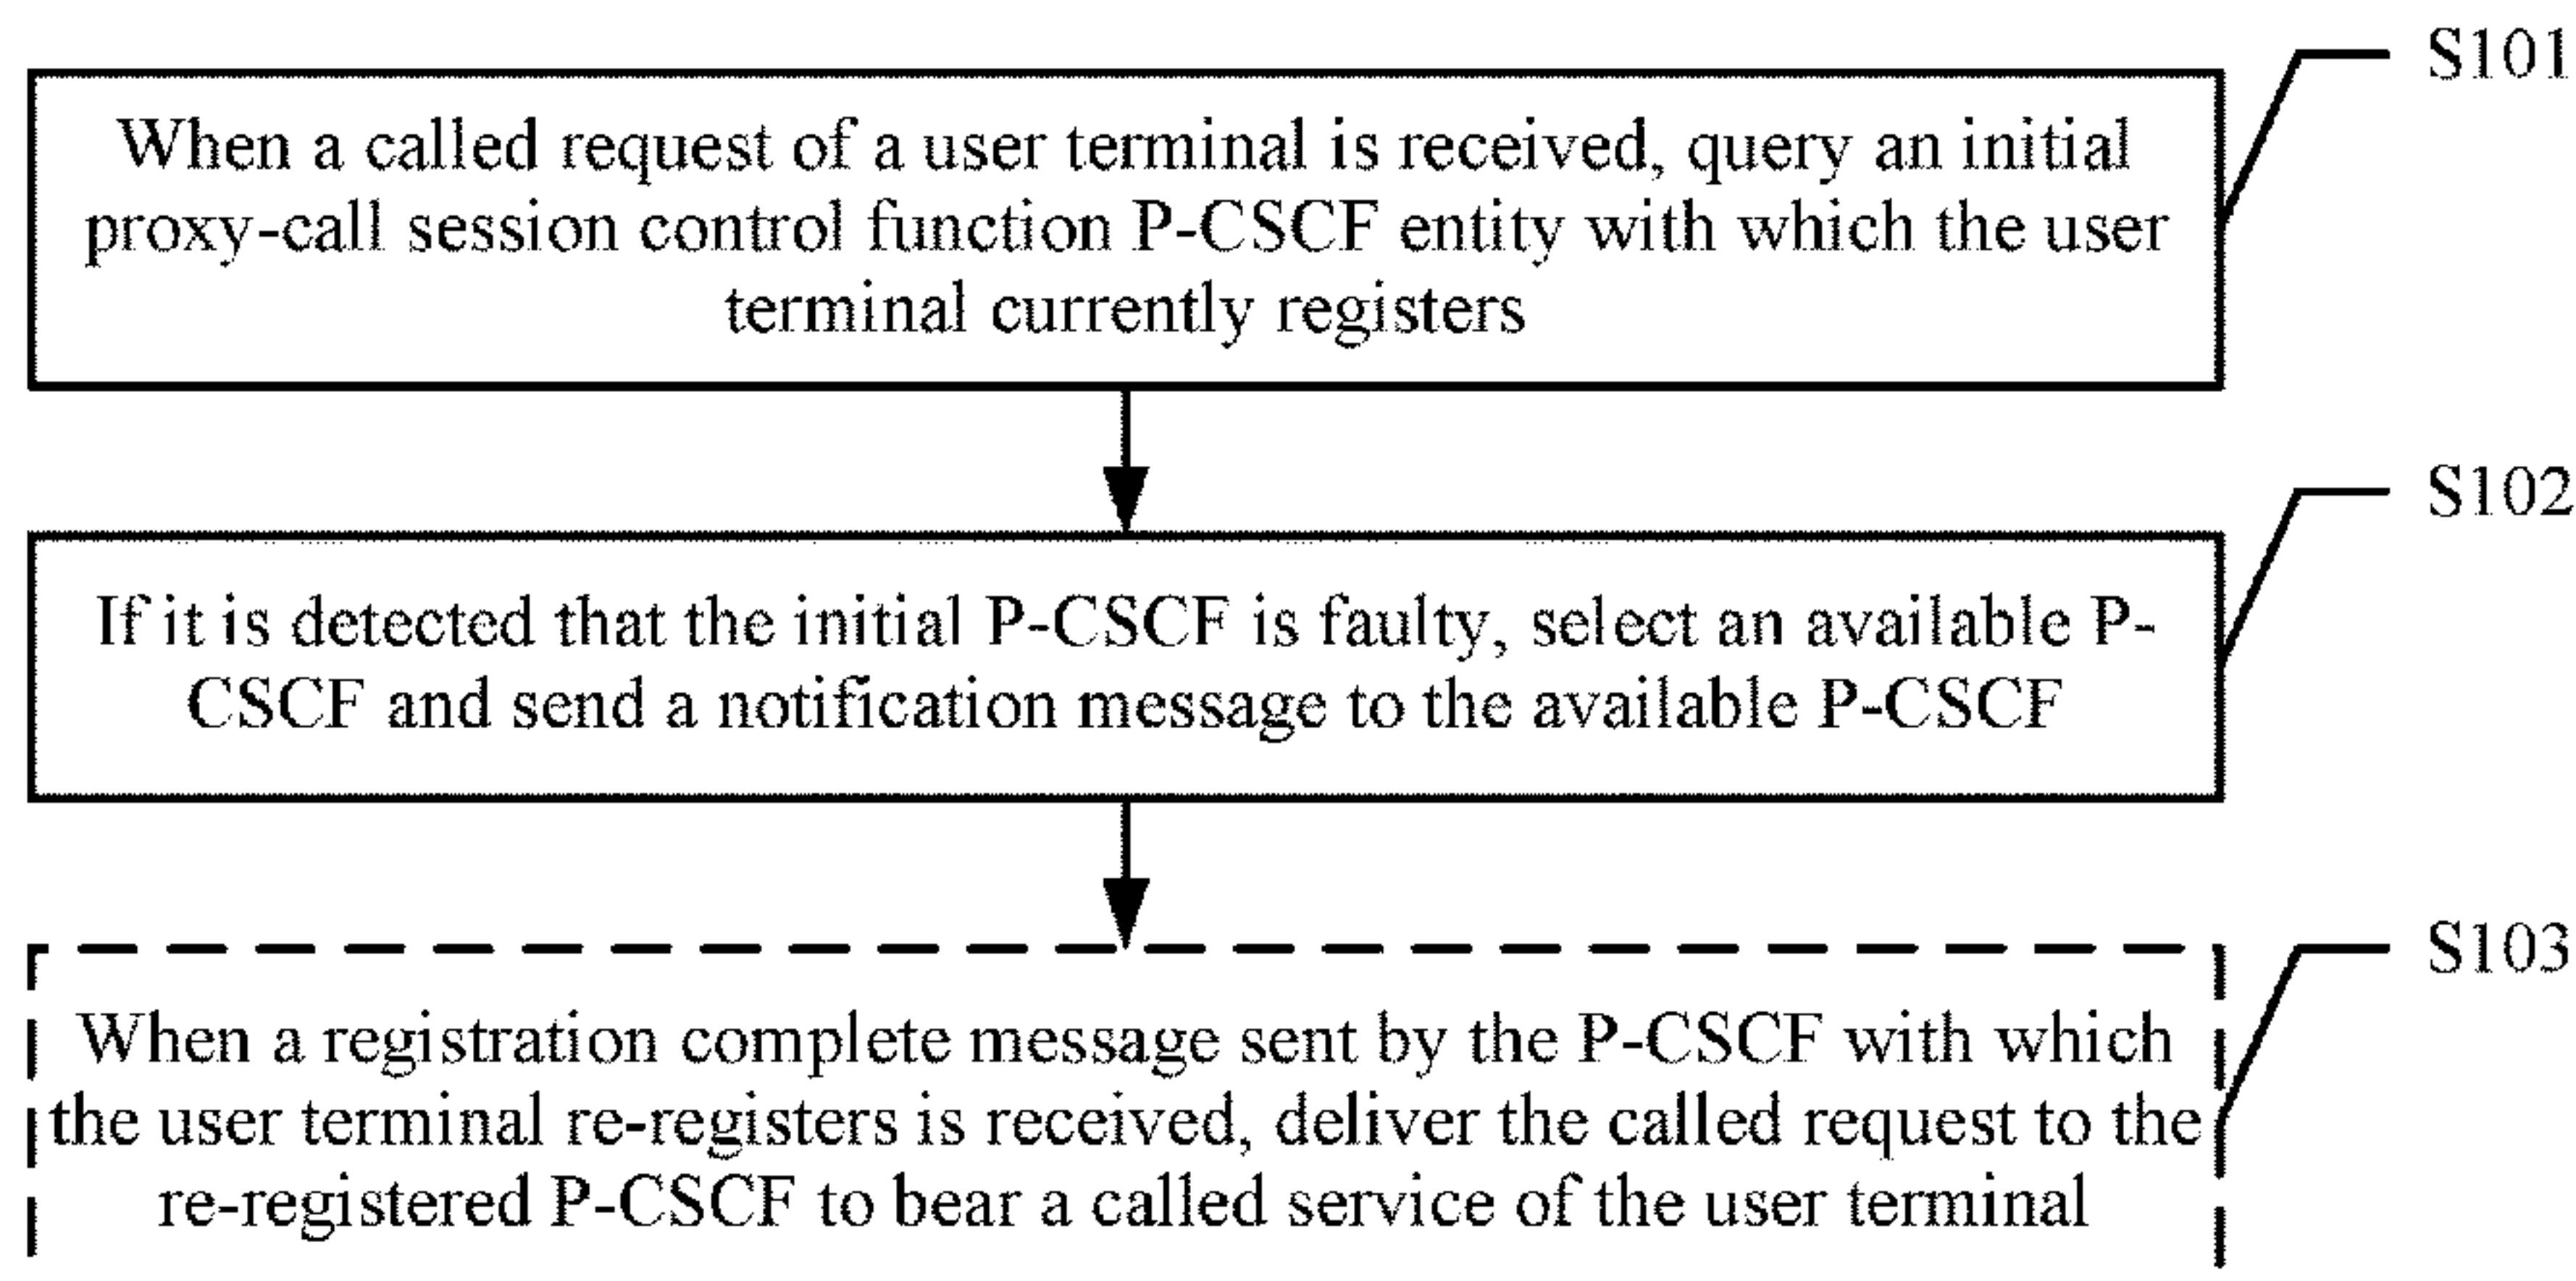 S101
When a called request of a user terminal is received, query an initial
proxy-call session control function P-CSCF entity with which the user
terminal currently registers
S102
If it is detected that the initial P-CSCF is faulty, select an available P-
CSCF and send a notification message to the available P-CSCF
S103
When a registration complete message sent by the P-CSCF with which
the user terminal re-registers is received, deliver the called request to the
re-registered P-CSCF to bear a called service of the user terminal